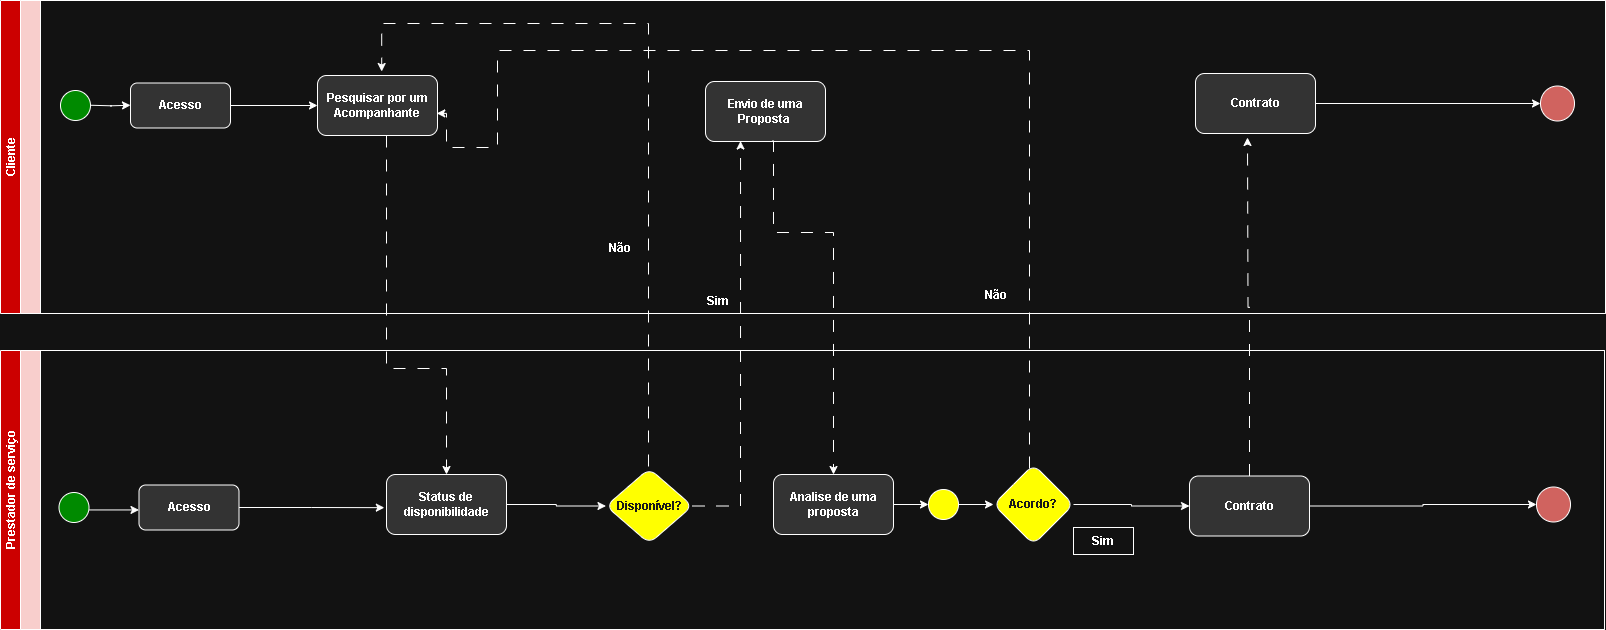 Cliente
Acesso
Pesquisar por um
Acompanhante
Envio de uma
Proposta
Contrato
Não
Sim
Não
Prestador de serviço
Acesso
Status de
disponibilidade
Disponível?
Analise de uma
proposta
Acordo?
Sim
Contrato